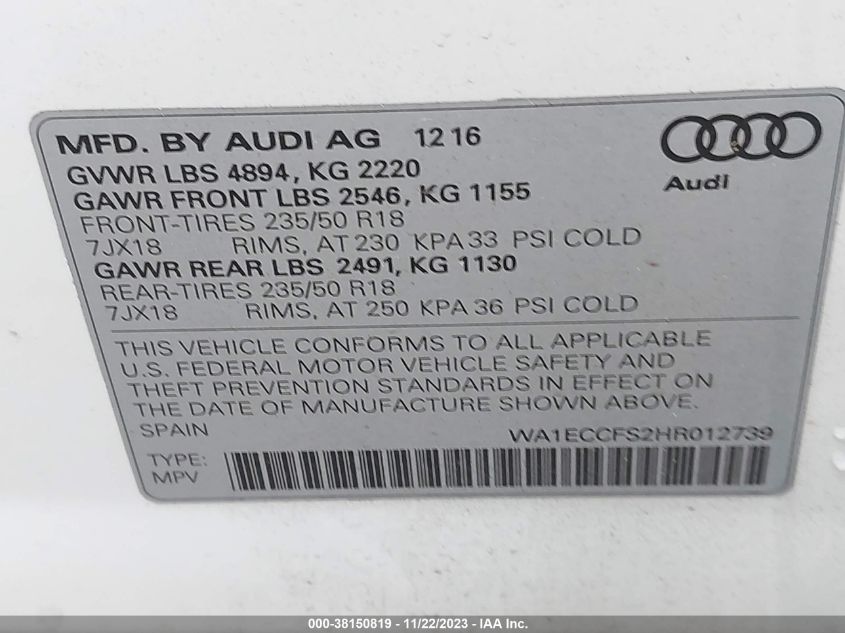 MFD. BY AUDI AG 12 16
GVWR LBS 4894, KG 2220
GAWR FRONT LBS 2546, KG 1155
FRONT-TIRES 235/50 R18
7JX18 RIMS, AT 230 KPA 33 PSI COLD
GAWR REAR LBS 2491, KG 1130
REAR-TIRES 235/50 R18
7JX18 RIMS, AT 250 KPA 36 PSI COLD
Audi
THIS VEHICLE CONFORMS TO ALL APPLICABLE
U.S. FEDERAL MOTOR VEHICLE SAFETY AND
THEFT PREVENTION STANDARDS IN EFFECT ON
THE DATE OF MANUFACTURE SHOWN ABOVE.
SPAIN WA1ECCFS2HR012739
TYPE:
MPV
000-38150819 - 11/22/2023 - IAA Inc.